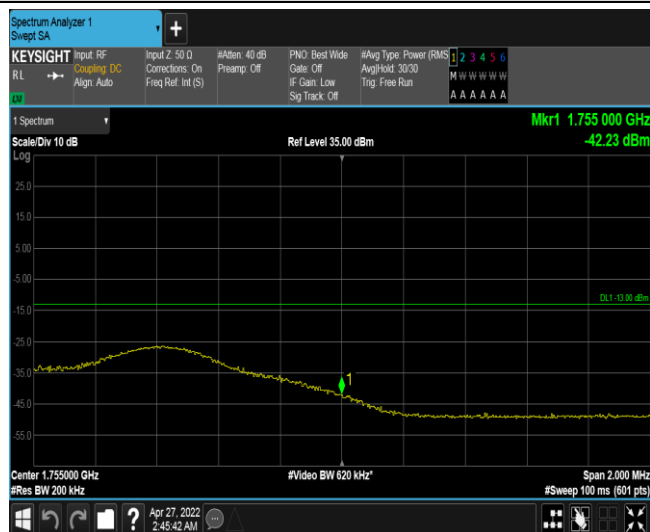 Spectrum Analyzer 1
Swept SA
+
KEYSIGHT
RL
Input: RF
Coupling: DC
Align: Auto
Input Z: 50 Ω
Corrections: On
Freq Ref: Int (S)
#Atten: 40 dB
Preamp: Off
PNO: Best Wide
Gate: Off
IF Gain: Low
Sig Track: Off
#Avg Type: Power (RMS
Avg|Hold: 30/30
Trig: Free Run
1 2 3 4 5 6
M W W W W W
A A A A A A
1 Spectrum
Mkr1 1.755 000 GHz
Scale/Div 10 dB
Ref Level 35.00 dBm
-42.23 dBm
Log
25.0
15.0
5.00
-5.00
DL1 -13.00 dBm
-15.0
-25.0
-35.0
1
-45.0
-55.0
Center 1.755000 GHz
#Video BW 620 kHz*
Span 2.000 MHz
#Res BW 200 kHz
#Sweep 100 ms (601 pts)
?
Apr 27, 2022
2:45:42 AM